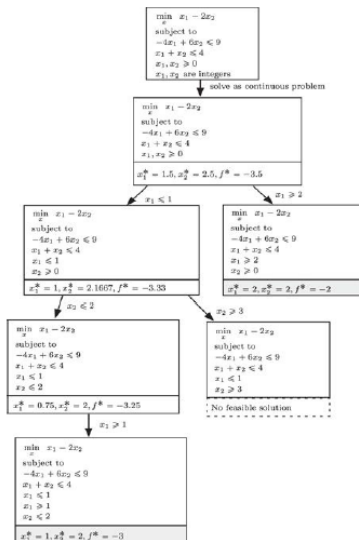 min x₁ − 2x₂
x
subject to
−4x₁ + 6x₂ ⩽ 9
x₁ + x₂ ⩽ 4
x₁, x₂ ⩾ 0
x₁, x₂ are integers
solve as continuous problem
min x₁ − 2x₂
x
subject to
−4x₁ + 6x₂ ⩽ 9
x₁ + x₂ ⩽ 4
x₁, x₂ ⩾ 0
x₁* = 1.5, x₂* = 2.5, f* = −3.5
x₁ ⩽ 1
x₁ ⩾ 2
min x₁ − 2x₂
x
subject to
−4x₁ + 6x₂ ⩽ 9
x₁ + x₂ ⩽ 4
x₁ ⩽ 1
x₂ ⩾ 0
x₁* = 1, x₂* = 2.1667, f* = −3.33
min x₁ − 2x₂
x
subject to
−4x₁ + 6x₂ ⩽ 9
x₁ + x₂ ⩽ 4
x₁ ⩾ 2
x₂ ⩾ 0
x₁* = 2, x₂* = 2, f* = −2
x₂ ⩽ 2
x₂ ⩾ 3
min x₁ − 2x₂
x
subject to
−4x₁ + 6x₂ ⩽ 9
x₁ + x₂ ⩽ 4
x₁ ⩽ 1
x₂ ⩽ 2
x₁* = 0.75, x₂* = 2, f* = −3.25
min x₁ − 2x₂
x
subject to
−4x₁ + 6x₂ ⩽ 9
x₁ + x₂ ⩽ 4
x₁ ⩽ 1
x₂ ⩾ 3
No feasible solution
x₁ ⩾ 1
min x₁ − 2x₂
x
subject to
−4x₁ + 6x₂ ⩽ 9
x₁ + x₂ ⩽ 4
x₁ ⩽ 1
x₁ ⩾ 1
x₂ ⩽ 2
x₁* = 1, x₂* = 2, f* = −3